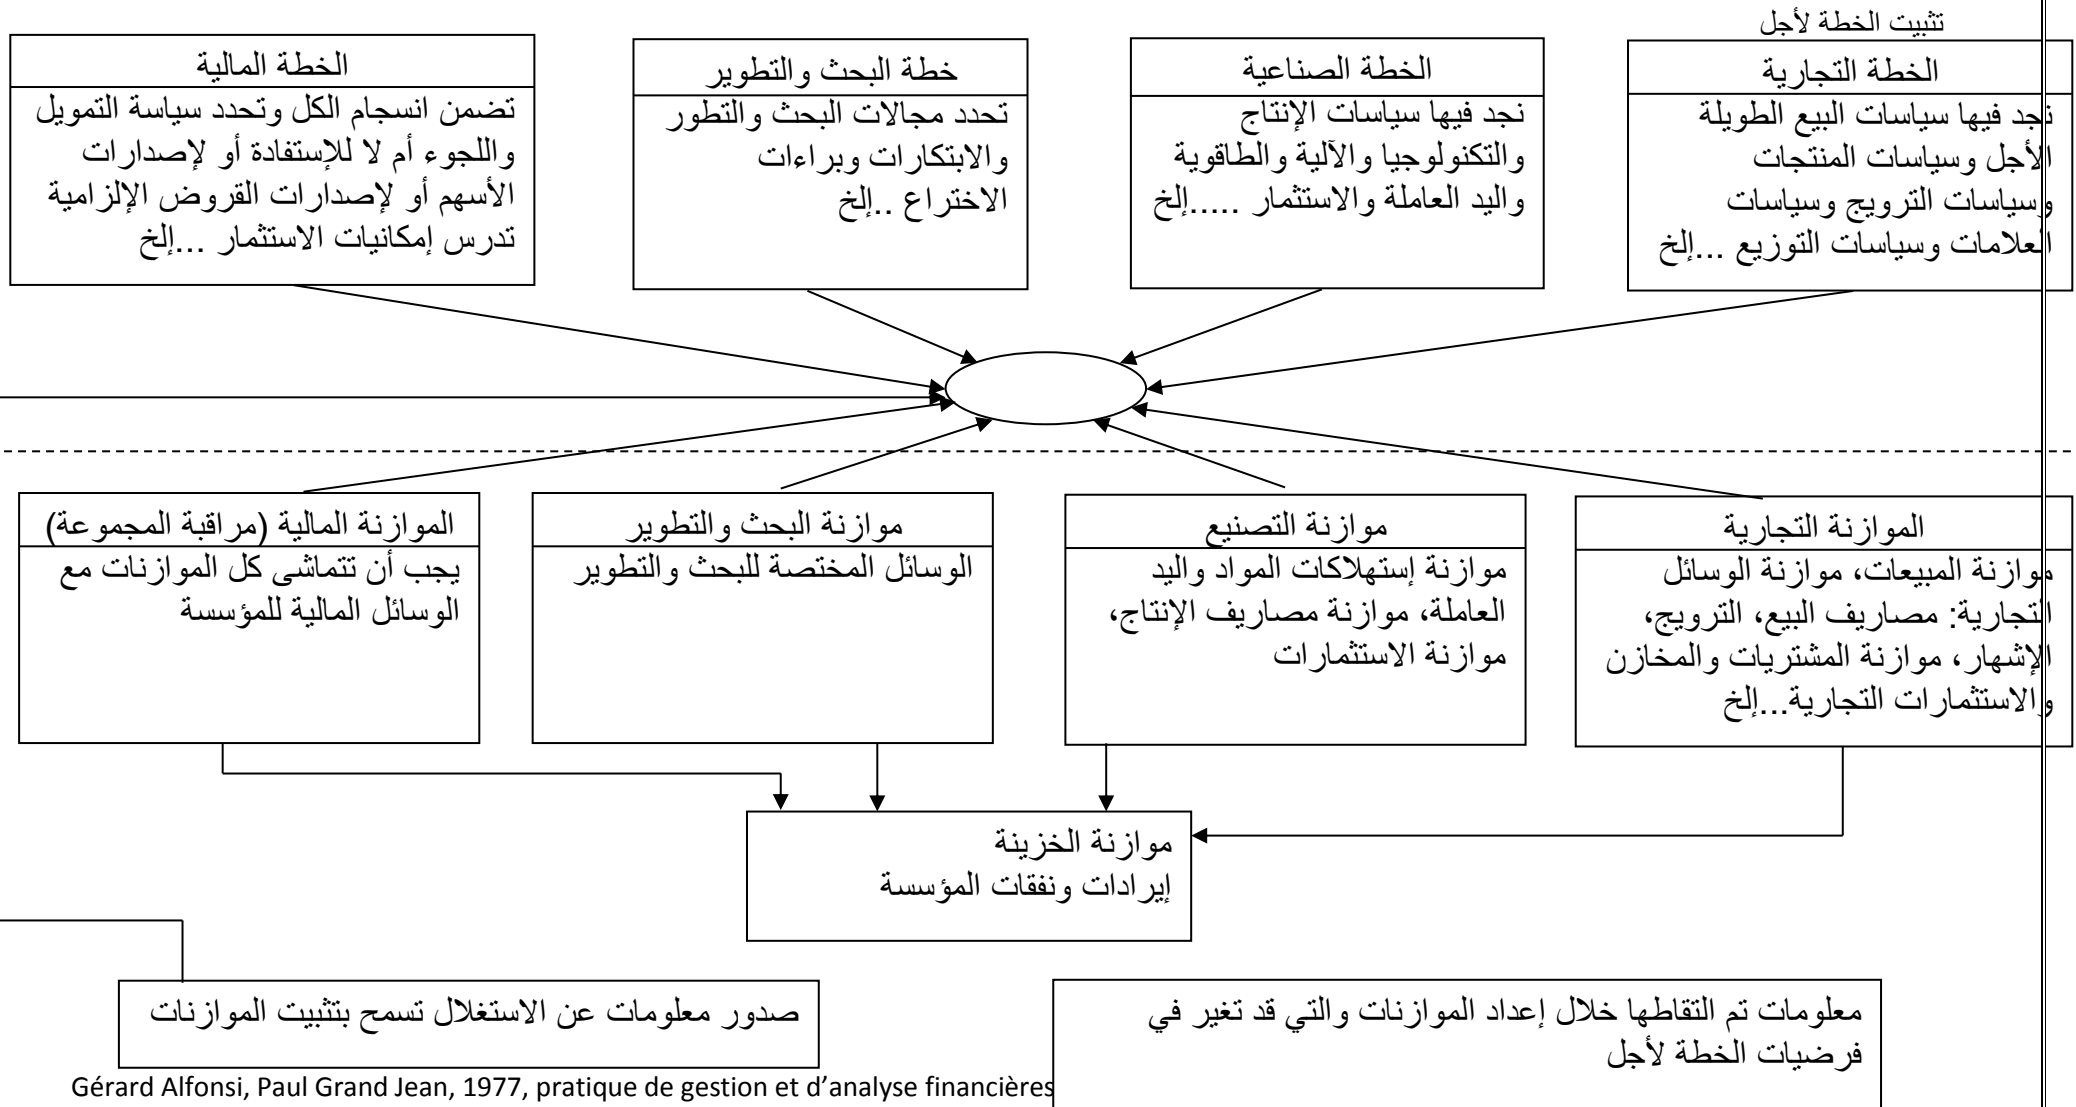 تثبيت الخطة لأجل
الخطة التجارية
نجد فيها سياسات البيع الطويلة
الأجل وسياسات المنتجات
وسياسات الترويج وسياسات
العلامات وسياسات التوزيع ...إلخ
الخطة الصناعية
نجد فيها سياسات الإنتاج
والتكنولوجيا والآلية والطاقوية
واليد العاملة والاستثمار .....إلخ
خطة البحث والتطوير
تحدد مجالات البحث والتطور
والابتكارات وبراءات
الاختراع ..إلخ
الخطة المالية
تضمن انسجام الكل وتحدد سياسة التمويل
واللجوء أم لا للإستفادة أو لإصدارات
الأسهم أو لإصدارات القروض الإلزامية
تدرس إمكانيات الاستثمار ...إلخ
الموازنة التجارية
موازنة المبيعات، موازنة الوسائل
التجارية: مصاريف البيع، الترويج،
الإشهار، موازنة المشتريات والمخازن
والاستثمارات التجارية...إلخ
موازنة التصنيع
موازنة إستهلاكات المواد واليد
العاملة، موازنة مصاريف الإنتاج،
موازنة الاستثمارات
موازنة البحث والتطوير
الوسائل المختصة للبحث والتطوير
الموازنة المالية (مراقبة المجموعة)
يجب أن تتماشى كل الموازنات مع
الوسائل المالية للمؤسسة
موازنة الخزينة
إيرادات ونفقات المؤسسة
معلومات تم التقاطها خلال إعداد الموازنات والتي قد تغير في
فرضيات الخطة لأجل
صدور معلومات عن الاستغلال تسمح بتثبيت الموازنات
Gérard Alfonsi, Paul Grand Jean, 1977, pratique de gestion et d’analyse financières